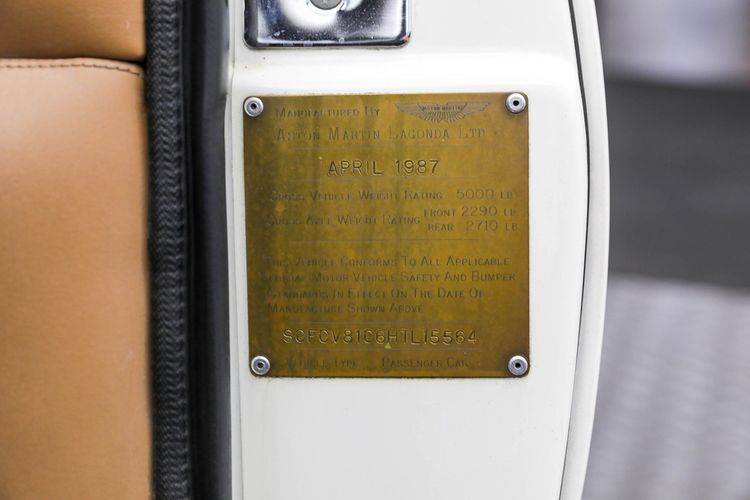 MANUFACTURED BY
ASTON MARTIN
ASTON MARTIN LAGONDA LTD
APRIL 1987
GROSS VEHICLE WEIGHT RATING 5000 LB
GROSS AXLE WEIGHT RATING FRONT 2290 LB
REAR 2710 LB
THIS VEHICLE CONFORMS TO ALL APPLICABLE
FEDERAL MOTOR VEHICLE SAFETY AND BUMPER
STANDARDS IN EFFECT ON THE DATE OF
MANUFACTURE SHOWN ABOVE
SCFCV81C6HTL15564
VEHICLE TYPE PASSENGER CAR